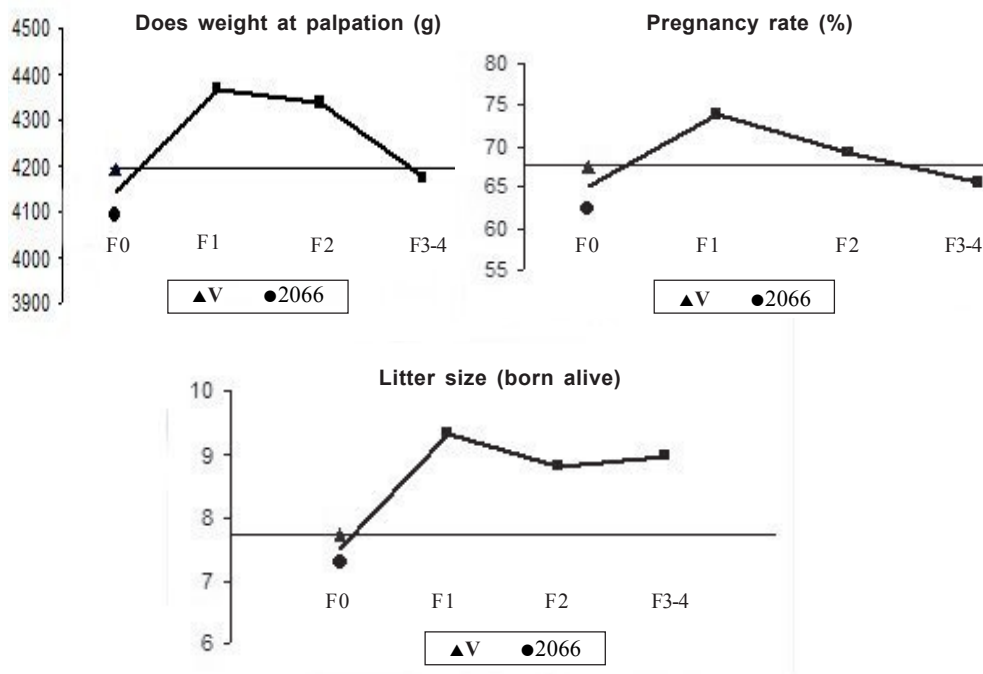 Does weight at palpation (g)
4500
4400
4300
4200
4100
4000
3900
F0 F1 F2 F3-4
▲V ●2066
Pregnancy rate (%)
80
75
70
65
60
55
F0 F1 F2 F3-4
▲V ●2066
Litter size (born alive)
10
9
8
7
6
F0 F1 F2 F3-4
▲V ●2066